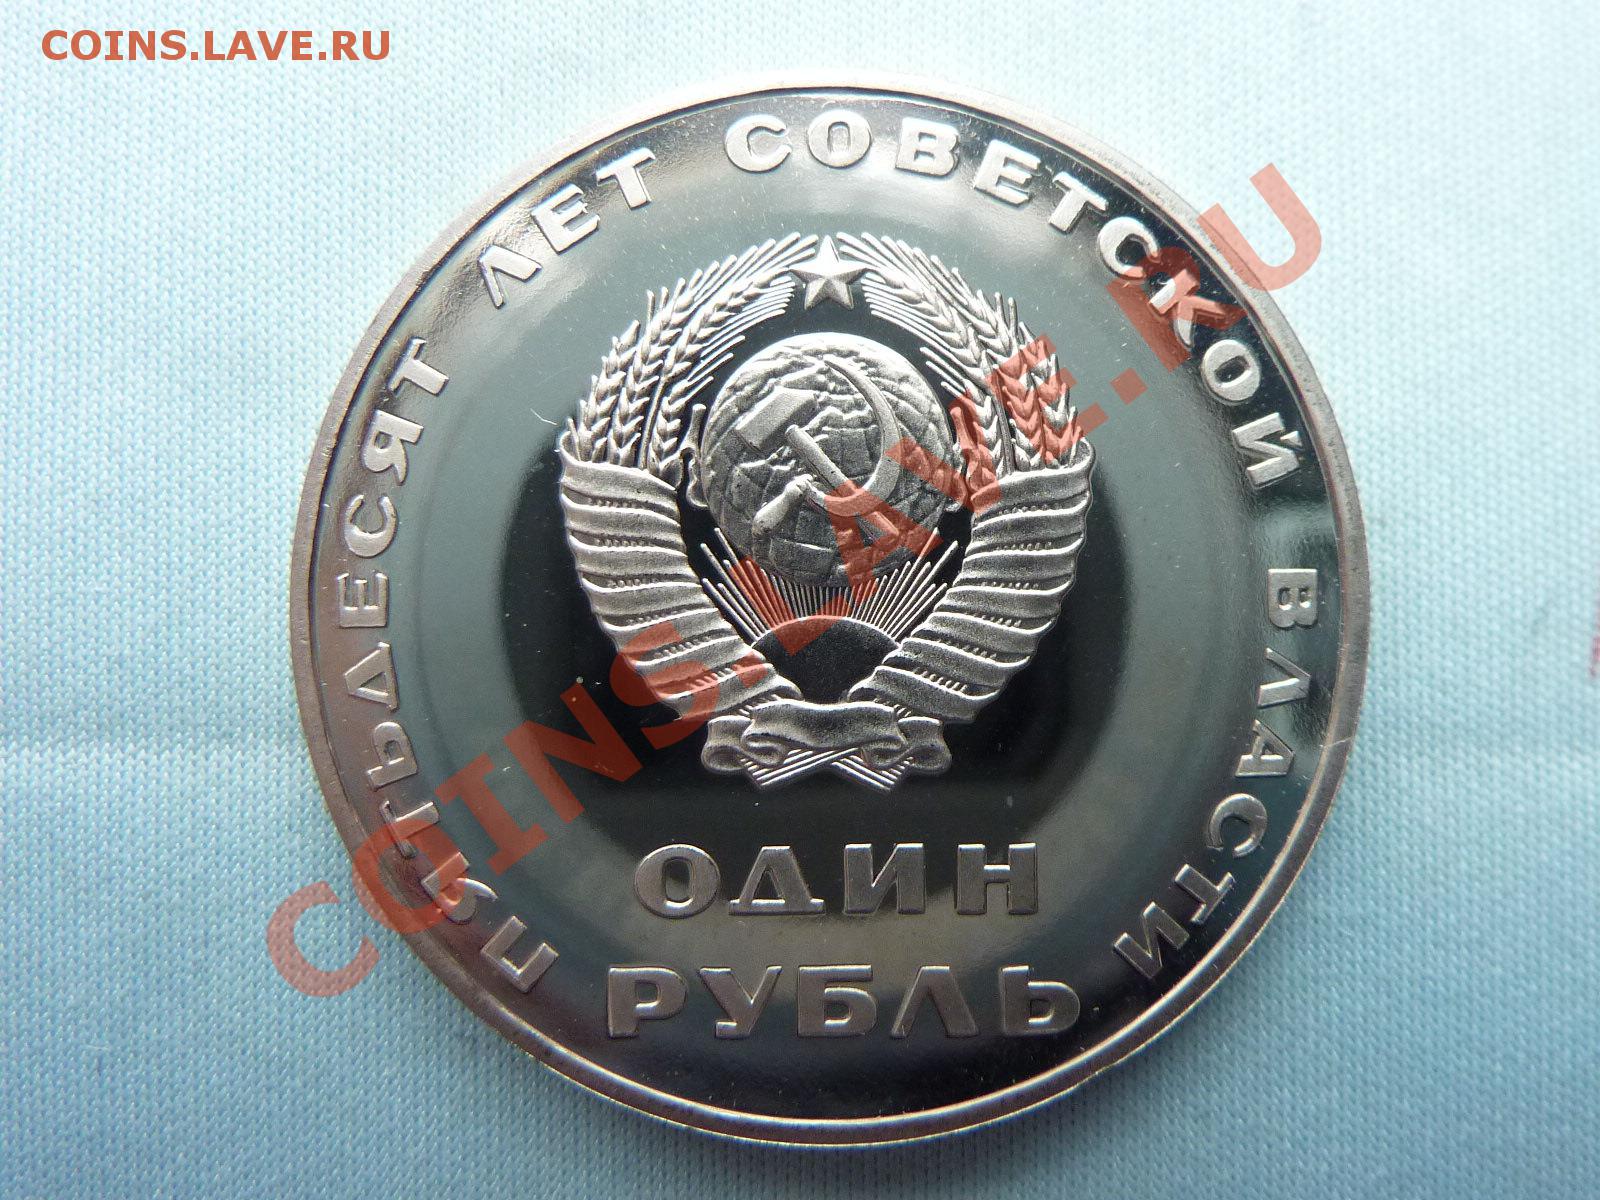 COINS.LAVE.RU
ПЯТЬДЕСЯТ ЛЕТ СОВЕТСКОЙ ВЛАСТИ
ОДИН
РУБЛЬ
COINS.LAVE.RU